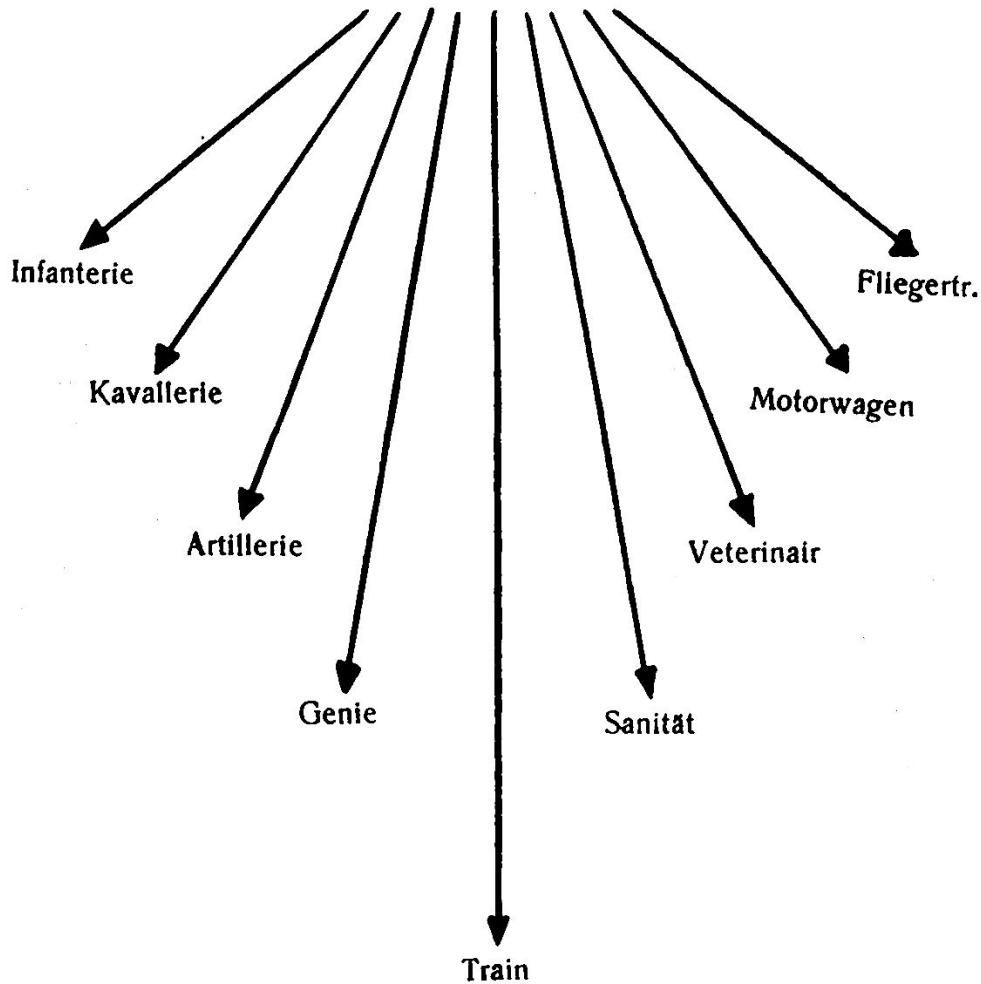 Infanterie
Fliegertr.
Kavallerie
Motorwagen
Artillerie
Veterinair
Genie
Sanität
Train